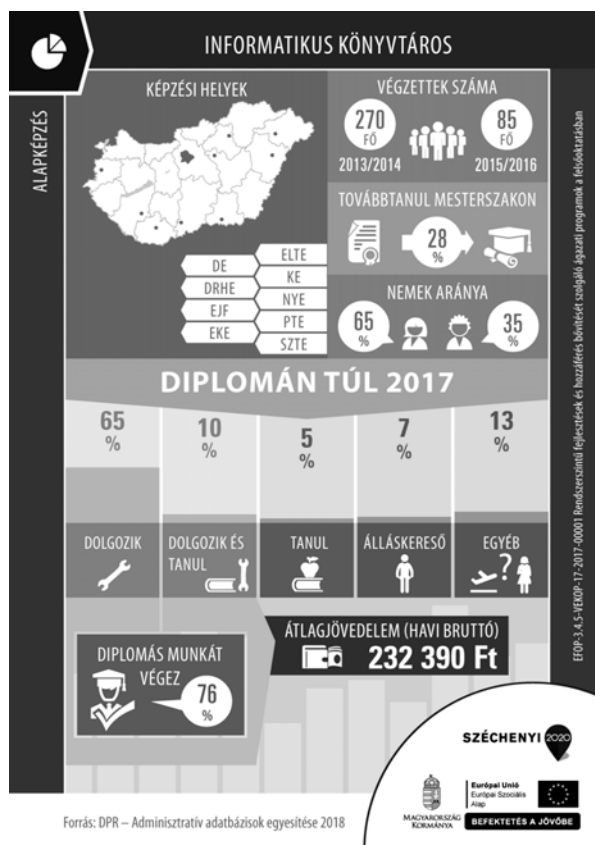 INFORMATIKUS KÖNYVTÁROS
ALAPKÉPZÉS
KÉPZÉSI HELYEK
DE
DRHE
EJF
EKE
ELTE
KE
NYE
PTE
SZTE
VÉGZETTEK SZÁMA
270
FŐ
2013/2014
85
FŐ
2015/2016
TOVÁBBTANUL MESTERSZAKON
28
%
NEMEK ARÁNYA
65
%
35
%
DIPLOMÁN TÚL 2017
65
%
10
%
5
%
7
%
13
%
DOLGOZIK
DOLGOZIK ÉS
TANUL
TANUL
ÁLLÁSKERESŐ
EGYÉB
?
DIPLOMÁS MUNKÁT
VÉGEZ
76
%
ÁTLAGJÖVEDELEM (HAVI BRUTTÓ)
232 390 Ft
EFOP-3.4.5-VEKOP-17-2017-00001 Rendszerszintű fejlesztések és hozzáférés bővítését szolgáló ágazati programok a felsőoktatásban
SZÉCHENYI 2020
MAGYARORSZÁG
KORMÁNYA
Európai Unió
Európai Szociális
Alap
BEFEKTETÉS A JÖVŐBE
Forrás: DPR – Adminisztratív adatbázisok egyesítése 2018